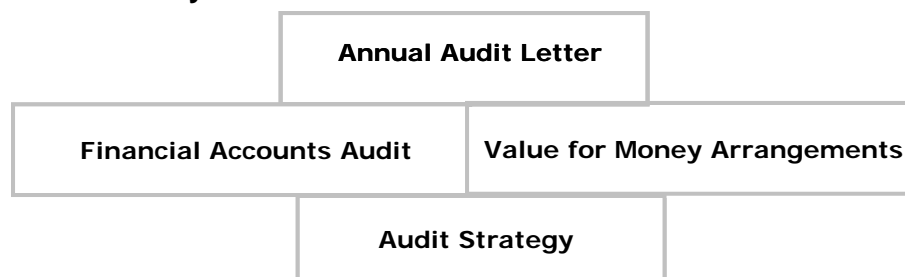 Annual Audit Letter
Financial Accounts Audit
Value for Money Arrangements
Audit Strategy